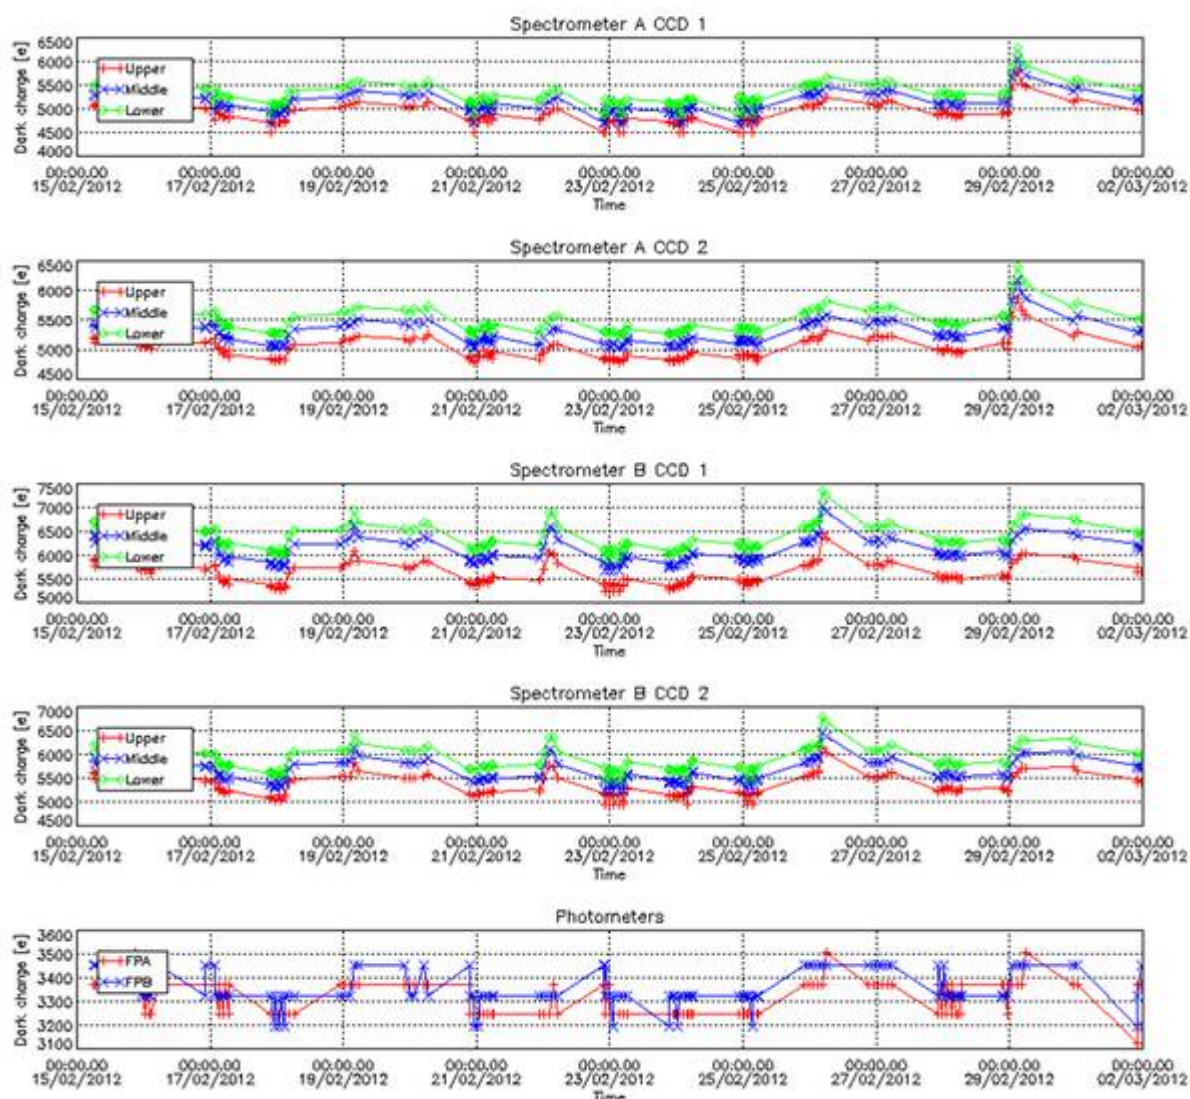 Spectrometer A CCD 1
Dark charge [e]
6500
6000
5500
5000
4500
4000
Upper
Middle
Lower
00:00.00 00:00.00 00:00.00 00:00.00 00:00.00 00:00.00 00:00.00 00:00.00 00:00.00
15/02/2012 17/02/2012 19/02/2012 21/02/2012 23/02/2012 25/02/2012 27/02/2012 29/02/2012 02/03/2012
Time
Spectrometer A CCD 2
Dark charge [e]
6500
6000
5500
5000
4500
Upper
Middle
Lower
00:00.00 00:00.00 00:00.00 00:00.00 00:00.00 00:00.00 00:00.00 00:00.00 00:00.00
15/02/2012 17/02/2012 19/02/2012 21/02/2012 23/02/2012 25/02/2012 27/02/2012 29/02/2012 02/03/2012
Time
Spectrometer B CCD 1
Dark charge [e]
7500
7000
6500
6000
5500
5000
Upper
Middle
Lower
00:00.00 00:00.00 00:00.00 00:00.00 00:00.00 00:00.00 00:00.00 00:00.00 00:00.00
15/02/2012 17/02/2012 19/02/2012 21/02/2012 23/02/2012 25/02/2012 27/02/2012 29/02/2012 02/03/2012
Time
Spectrometer B CCD 2
Dark charge [e]
7000
6500
6000
5500
5000
4500
Upper
Middle
Lower
00:00.00 00:00.00 00:00.00 00:00.00 00:00.00 00:00.00 00:00.00 00:00.00 00:00.00
15/02/2012 17/02/2012 19/02/2012 21/02/2012 23/02/2012 25/02/2012 27/02/2012 29/02/2012 02/03/2012
Time
Photometers
Dark charge [e]
3600
3500
3400
3300
3200
3100
FPA
FPB
00:00.00 00:00.00 00:00.00 00:00.00 00:00.00 00:00.00 00:00.00 00:00.00 00:00.00
15/02/2012 17/02/2012 19/02/2012 21/02/2012 23/02/2012 25/02/2012 27/02/2012 29/02/2012 02/03/2012
Time